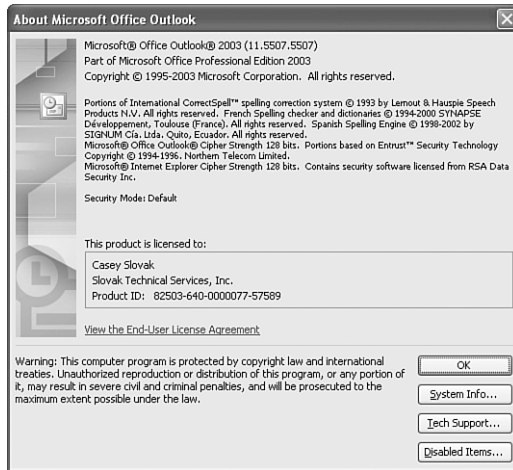 About Microsoft Office Outlook
Microsoft® Office Outlook® 2003 (11.5507.5507)
Part of Microsoft Office Professional Edition 2003
Copyright © 1995-2003 Microsoft Corporation. All rights reserved.
Portions of International CorrectSpell™ spelling correction system © 1993 by Lernout & Hauspie Speech
Products N.V. All rights reserved. French Spelling checker and dictionaries © 1994-2000 SYNAPSE
Développement, Toulouse (France). All rights reserved. Spanish Spelling Engine © 1998-2002 by
SIGNUM Cía. Ltda. Quito, Ecuador. All rights reserved.
Microsoft® Office Outlook® Cipher Strength 128 bits. Portions based on Entrust™ Security Technology
Copyright © 1994-1996. Northern Telecom Limited.
Microsoft® Internet Explorer Cipher Strength 128 bits. Contains security software licensed from RSA Data
Security Inc.
Security Mode: Default
This product is licensed to:
Casey Slovak
Slovak Technical Services, Inc.
Product ID: 82503-640-0000077-57589
View the End-User License Agreement
Warning: This computer program is protected by copyright law and international
treaties. Unauthorized reproduction or distribution of this program, or any portion of
it, may result in severe civil and criminal penalties, and will be prosecuted to the
maximum extent possible under the law.
OK
System Info...
Tech Support...
Disabled Items...